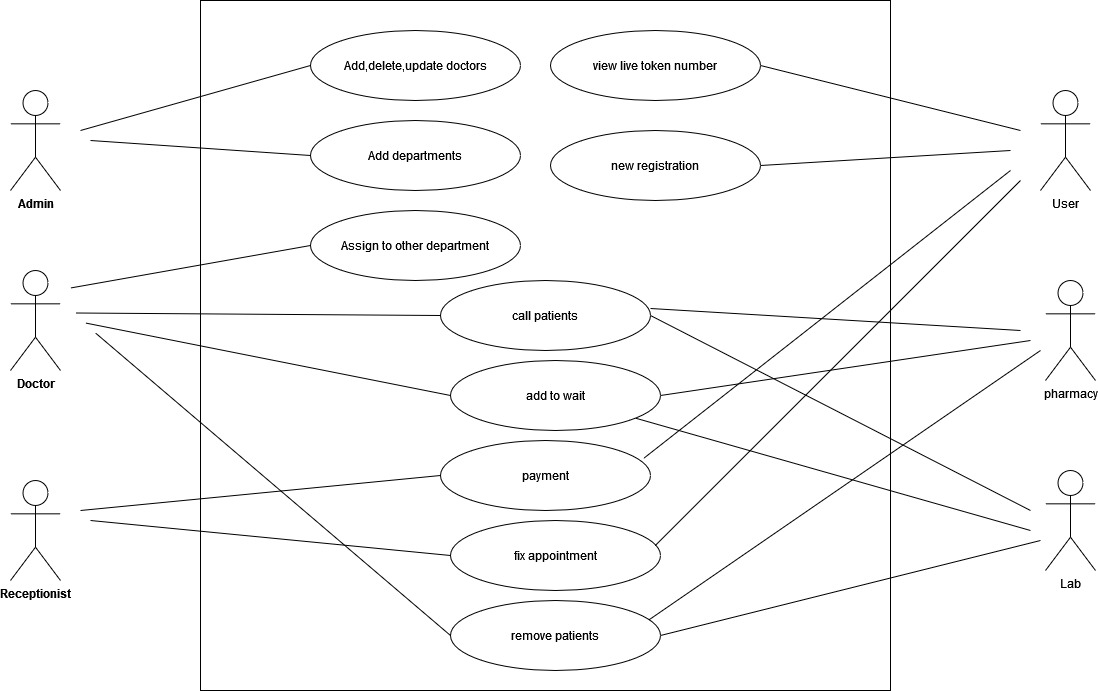 Add,delete,update doctors
view live token number
Add departments
new registration
Admin
User
Assign to other department
call patients
Doctor
pharmacy
add to wait
payment
fix appointment
Receptionist
Lab
remove patients